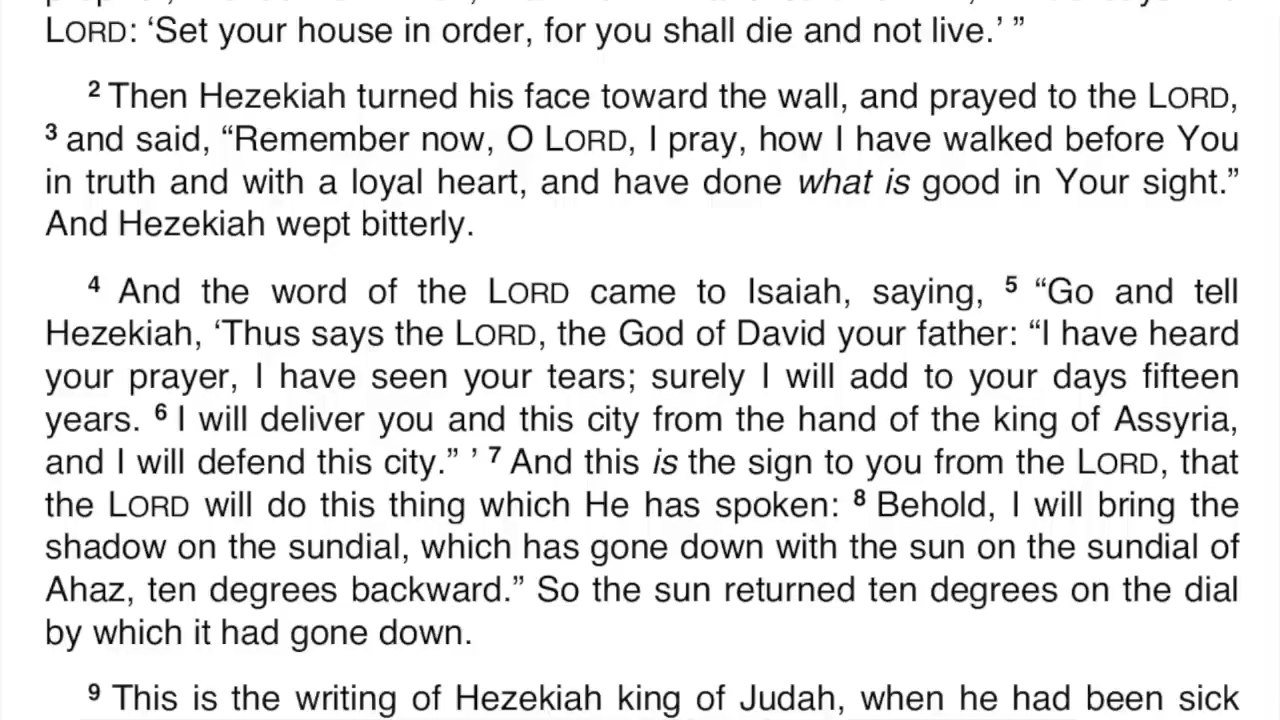 LORD: ‘Set your house in order, for you shall die and not live.’ ”
2 Then Hezekiah turned his face toward the wall, and prayed to the LORD,
3 and said, “Remember now, O LORD, I pray, how I have walked before You
in truth and with a loyal heart, and have done what is good in Your sight.”
And Hezekiah wept bitterly.
4 And the word of the LORD came to Isaiah, saying, 5 “Go and tell
Hezekiah, ‘Thus says the LORD, the God of David your father: “I have heard
your prayer, I have seen your tears; surely I will add to your days fifteen
years. 6 I will deliver you and this city from the hand of the king of Assyria,
and I will defend this city.” ’ 7 And this is the sign to you from the LORD, that
the LORD will do this thing which He has spoken: 8 Behold, I will bring the
shadow on the sundial, which has gone down with the sun on the sundial of
Ahaz, ten degrees backward.” So the sun returned ten degrees on the dial
by which it had gone down.
9 This is the writing of Hezekiah king of Judah, when he had been sick